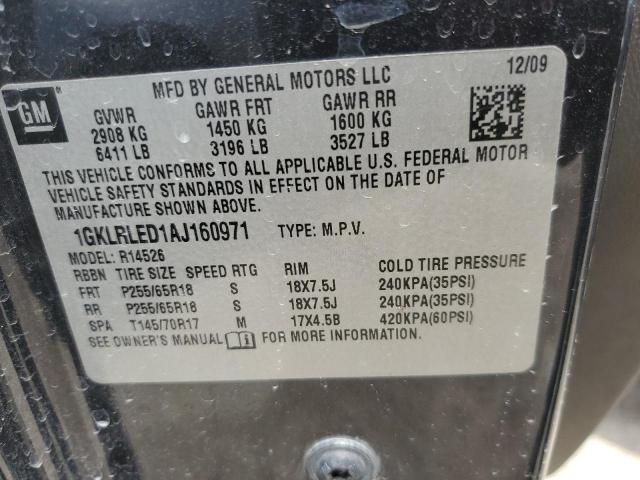 GM
MFD BY GENERAL MOTORS LLC 12/09
GVWR GAWR FRT GAWR RR
2908 KG 1450 KG 1600 KG
6411 LB 3196 LB 3527 LB
THIS VEHICLE CONFORMS TO ALL APPLICABLE U.S. FEDERAL MOTOR
VEHICLE SAFETY STANDARDS IN EFFECT ON THE DATE OF
MANUFACTURE SHOWN ABOVE.
1GKLRLED1AJ160971 TYPE: M.P.V.
MODEL: R14526
RBBN TIRE SIZE SPEED RTG RIM COLD TIRE PRESSURE
FRT P255/65R18 S 18X7.5J 240KPA(35PSI)
RR P255/65R18 S 18X7.5J 240KPA(35PSI)
SPA T145/70R17 M 17X4.5B 420KPA(60PSI)
SEE OWNER'S MANUAL FOR MORE INFORMATION.